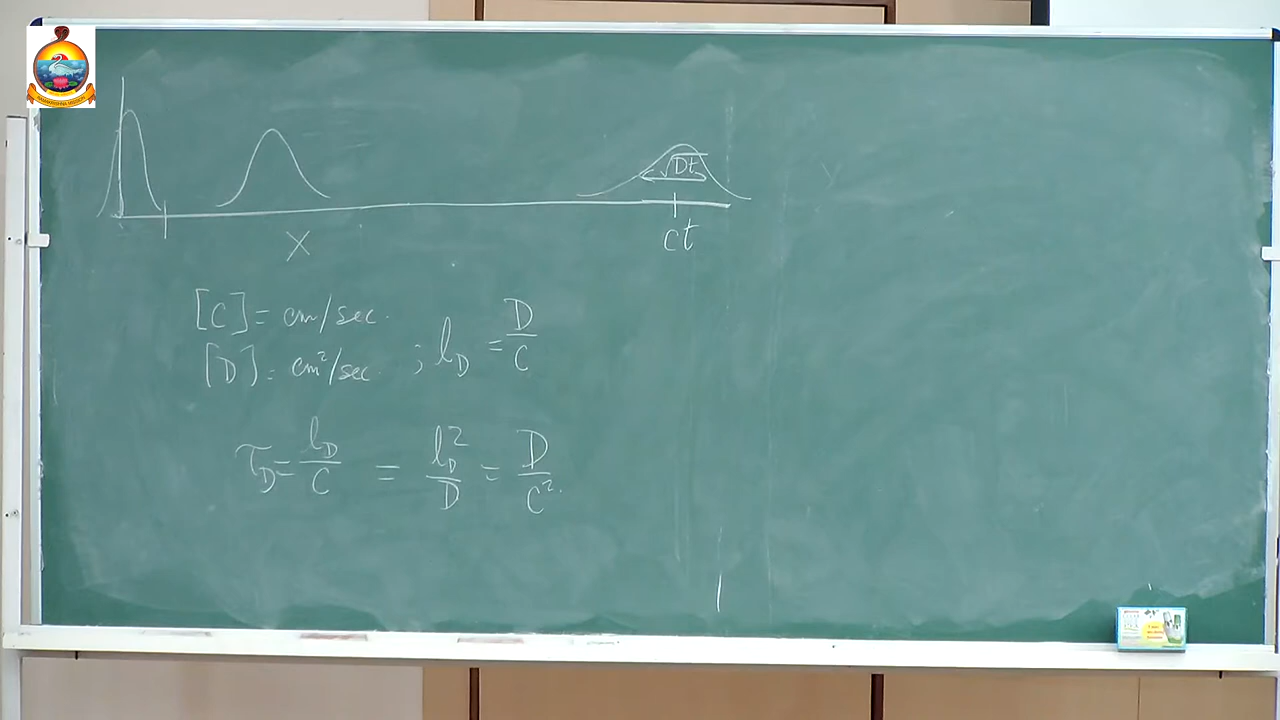 √Dt
X
ct
[C] = cm/sec.
[D] = cm²/sec. ; l_D = D/C
τ_D = l_D/C = l_D²/D = D/C².